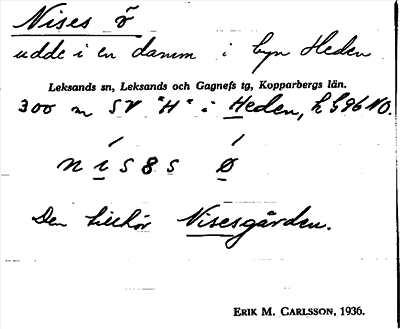 Nises ö
udde i en damm i byn Heden
Leksands sn, Leksands och Gagnefs tg, Kopparbergs län.
300 m SV "H" i Heden, h 596 NO.
n i s 8 s ö
Den tillhör Nisesgården.
ERIK M. CARLSSON, 1936.